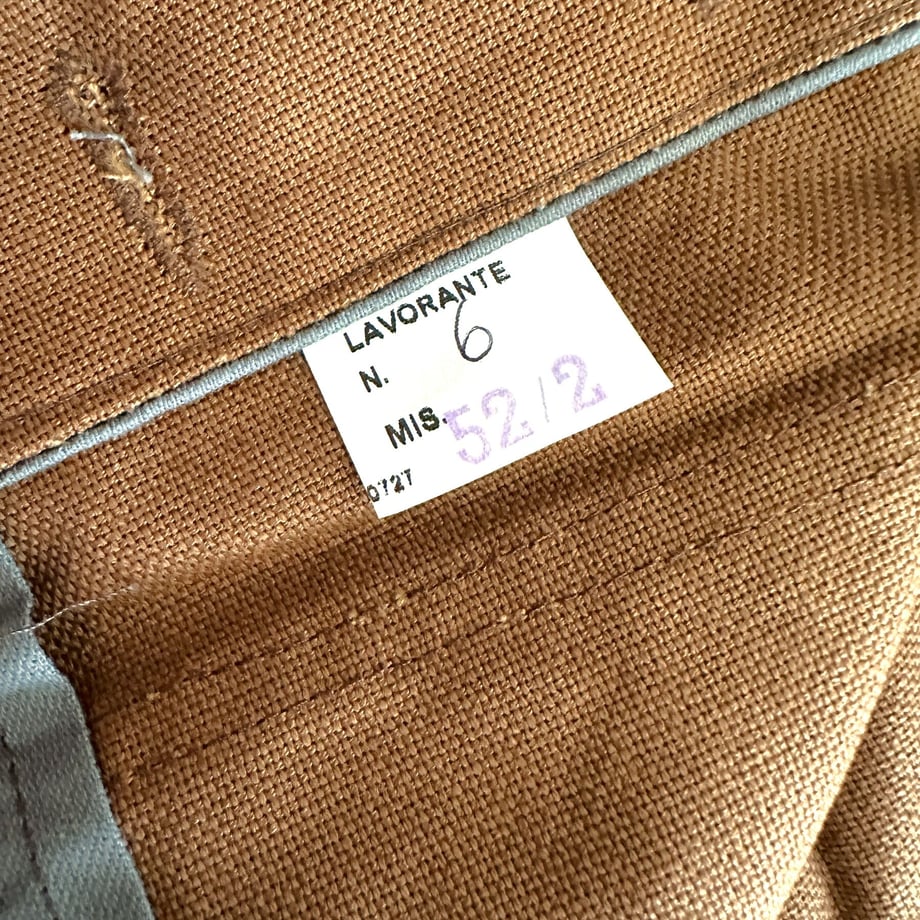 LAVORANTE
N. 6
MIS. 52/2
0727